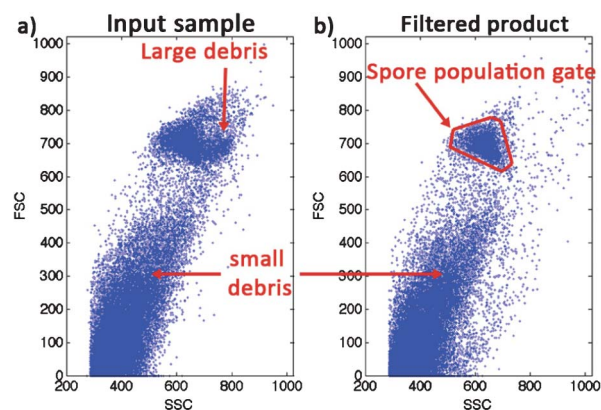 a) Input sample
b) Filtered product
Large debris
Spore population gate
small
debris
1000
900
800
700
600
500
400
300
200
100
0
FSC
200 400 600 800 1000
SSC
1000
900
800
700
600
500
400
300
200
100
0
FSC
200 400 600 800 1000
SSC